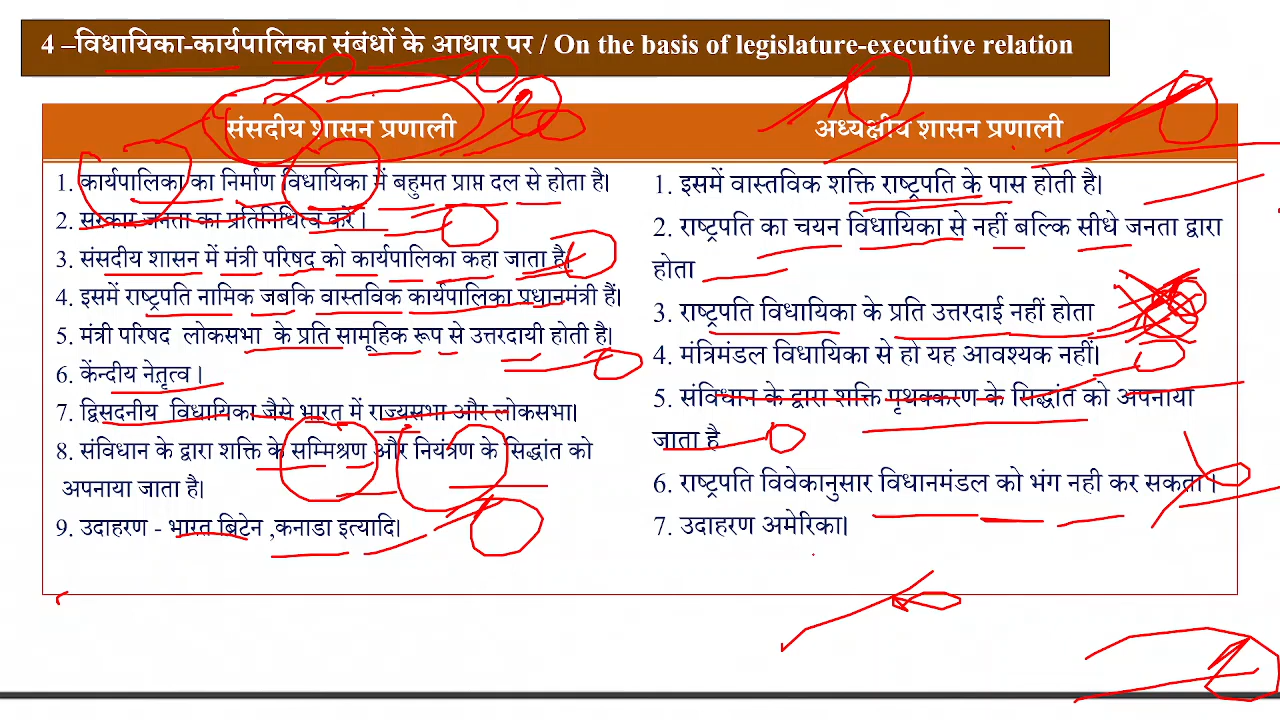 4 –विधायिका-कार्यपालिका संबंधों के आधार पर / On the basis of legislature-executive relation
संसदीय शासन प्रणाली
1. कार्यपालिका का निर्माण विधायिका में बहुमत प्राप्त दल से होता है।
2. सरकार जनता का प्रतिनिधित्व करें ।
3. संसदीय शासन में मंत्री परिषद को कार्यपालिका कहा जाता है।
4. इसमें राष्ट्रपति नामिक जबकि वास्तविक कार्यपालिका प्रधानमंत्री हैं।
5. मंत्री परिषद लोकसभा के प्रति सामूहिक रूप से उत्तरदायी होती है।
6. केंन्दीय नेतृत्व ।
7. द्विसदनीय विधायिका जैसे भारत में राज्यसभा और लोकसभा।
8. संविधान के द्वारा शक्ति के सम्मिश्रण और नियंत्रण के सिद्धांत को
अपनाया जाता है।
9. उदाहरण - भारत ब्रिटेन ,कनाडा इत्यादि।
अध्यक्षीय शासन प्रणाली
1. इसमें वास्तविक शक्ति राष्ट्रपति के पास होती है।
2. राष्ट्रपति का चयन विधायिका से नहीं बल्कि सीधे जनता द्वारा
होता
3. राष्ट्रपति विधायिका के प्रति उत्तरदाई नहीं होता
4. मंत्रिमंडल विधायिका से हो यह आवश्यक नहीं।
5. संविधान के द्वारा शक्ति पृथक्करण के सिद्धांत को अपनाया
जाता है
6. राष्ट्रपति विवेकानुसार विधानमंडल को भंग नही कर सकता ।
7. उदाहरण अमेरिका।